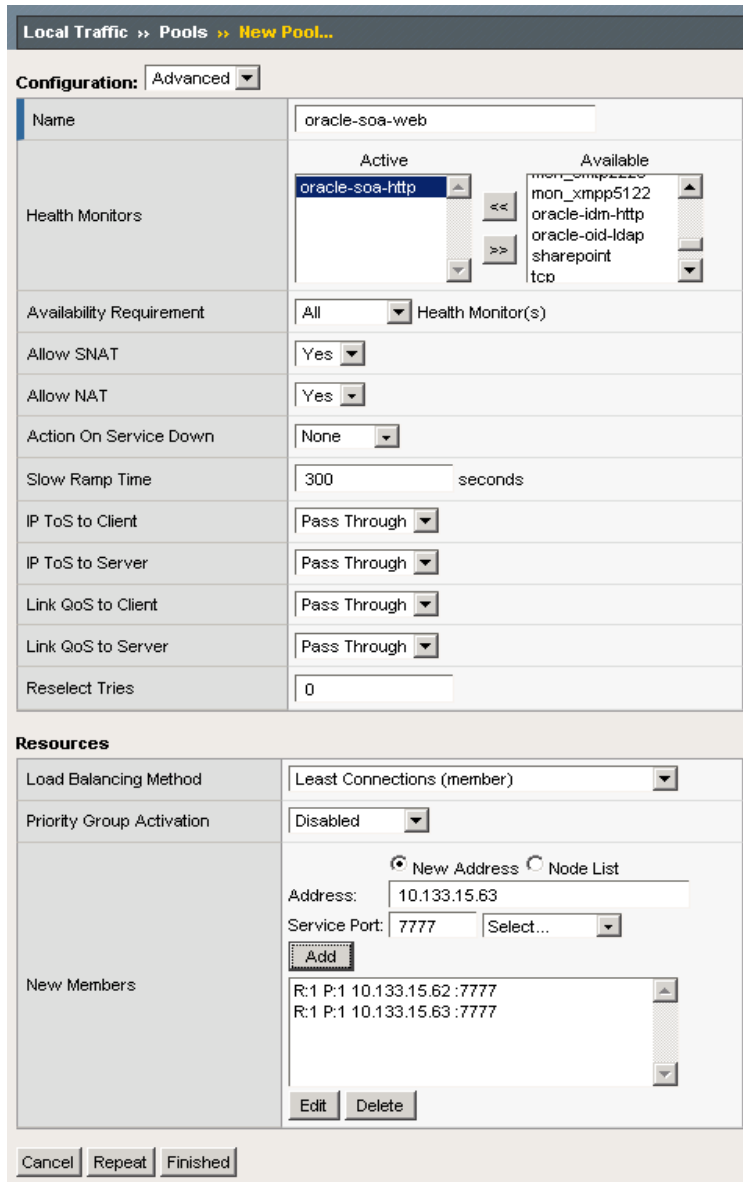 Local Traffic ›› Pools ›› New Pool...
Configuration: Advanced
Name oracle-soa-web
Active Available
Health Monitors
oracle-soa-http
<<
>>
mon_xmpp5122
oracle-idm-http
oracle-oid-ldap
sharepoint
tcp
Availability Requirement All Health Monitor(s)
Allow SNAT Yes
Allow NAT Yes
Action On Service Down None
Slow Ramp Time 300 seconds
IP ToS to Client Pass Through
IP ToS to Server Pass Through
Link QoS to Client Pass Through
Link QoS to Server Pass Through
Reselect Tries 0
Resources
Load Balancing Method Least Connections (member)
Priority Group Activation Disabled
New Members
New Address Node List
Address: 10.133.15.63
Service Port: 7777 Select...
Add
R:1 P:1 10.133.15.62 :7777
R:1 P:1 10.133.15.63 :7777
Edit Delete
Cancel Repeat Finished